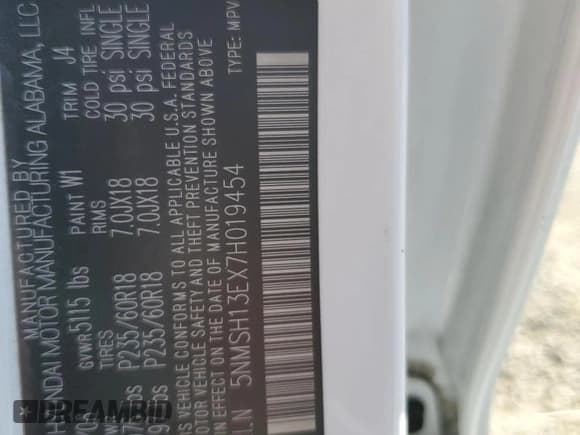 MANUFACTURED BY
HYUNDAI MOTOR MANUFACTURING ALABAMA, LLC
GVWR 5115 lbs PAINT W1 TRIM J4
TIRES RIMS COLD TIRE INFL
lbs P235/60R18 7.0JX18 30 psi; SINGLE
lbs P235/60R18 7.0JX18 30 psi; SINGLE
VEHICLE CONFORMS TO ALL APPLICABLE U.S.A. FEDERAL
MOTOR VEHICLE SAFETY AND THEFT PREVENTION STANDARDS
EFFECT ON THE DATE OF MANUFACTURE SHOWN ABOVE
I.N 5NMSH13EX7H019454 TYPE: MPV
DREAMBID